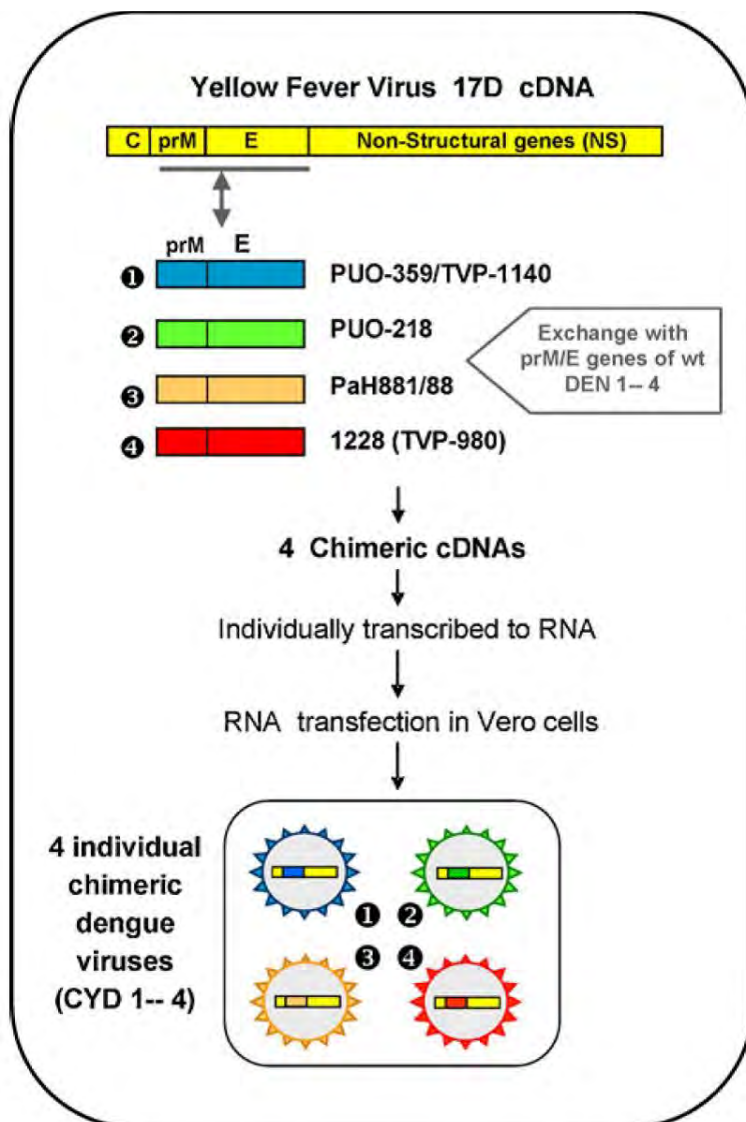 Yellow Fever Virus 17D cDNA
C prM E Non-Structural genes (NS)
prM E
❶ PUO-359/TVP-1140
❷ PUO-218
❸ PaH881/88
❹ 1228 (TVP-980)
Exchange with
prM/E genes of wt
DEN 1-- 4
4 Chimeric cDNAs
Individually transcribed to RNA
RNA transfection in Vero cells
4 individual
chimeric
dengue
viruses
(CYD 1-- 4)
❶ ❷
❸ ❹